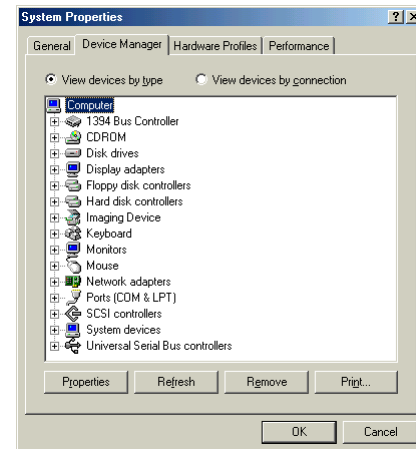 System Properties
General Device Manager Hardware Profiles Performance
View devices by type View devices by connection
Computer
1394 Bus Controller
CDROM
Disk drives
Display adapters
Floppy disk controllers
Hard disk controllers
Imaging Device
Keyboard
Monitors
Mouse
Network adapters
Ports (COM & LPT)
SCSI controllers
System devices
Universal Serial Bus controllers
Properties Refresh Remove Print...
OK Cancel